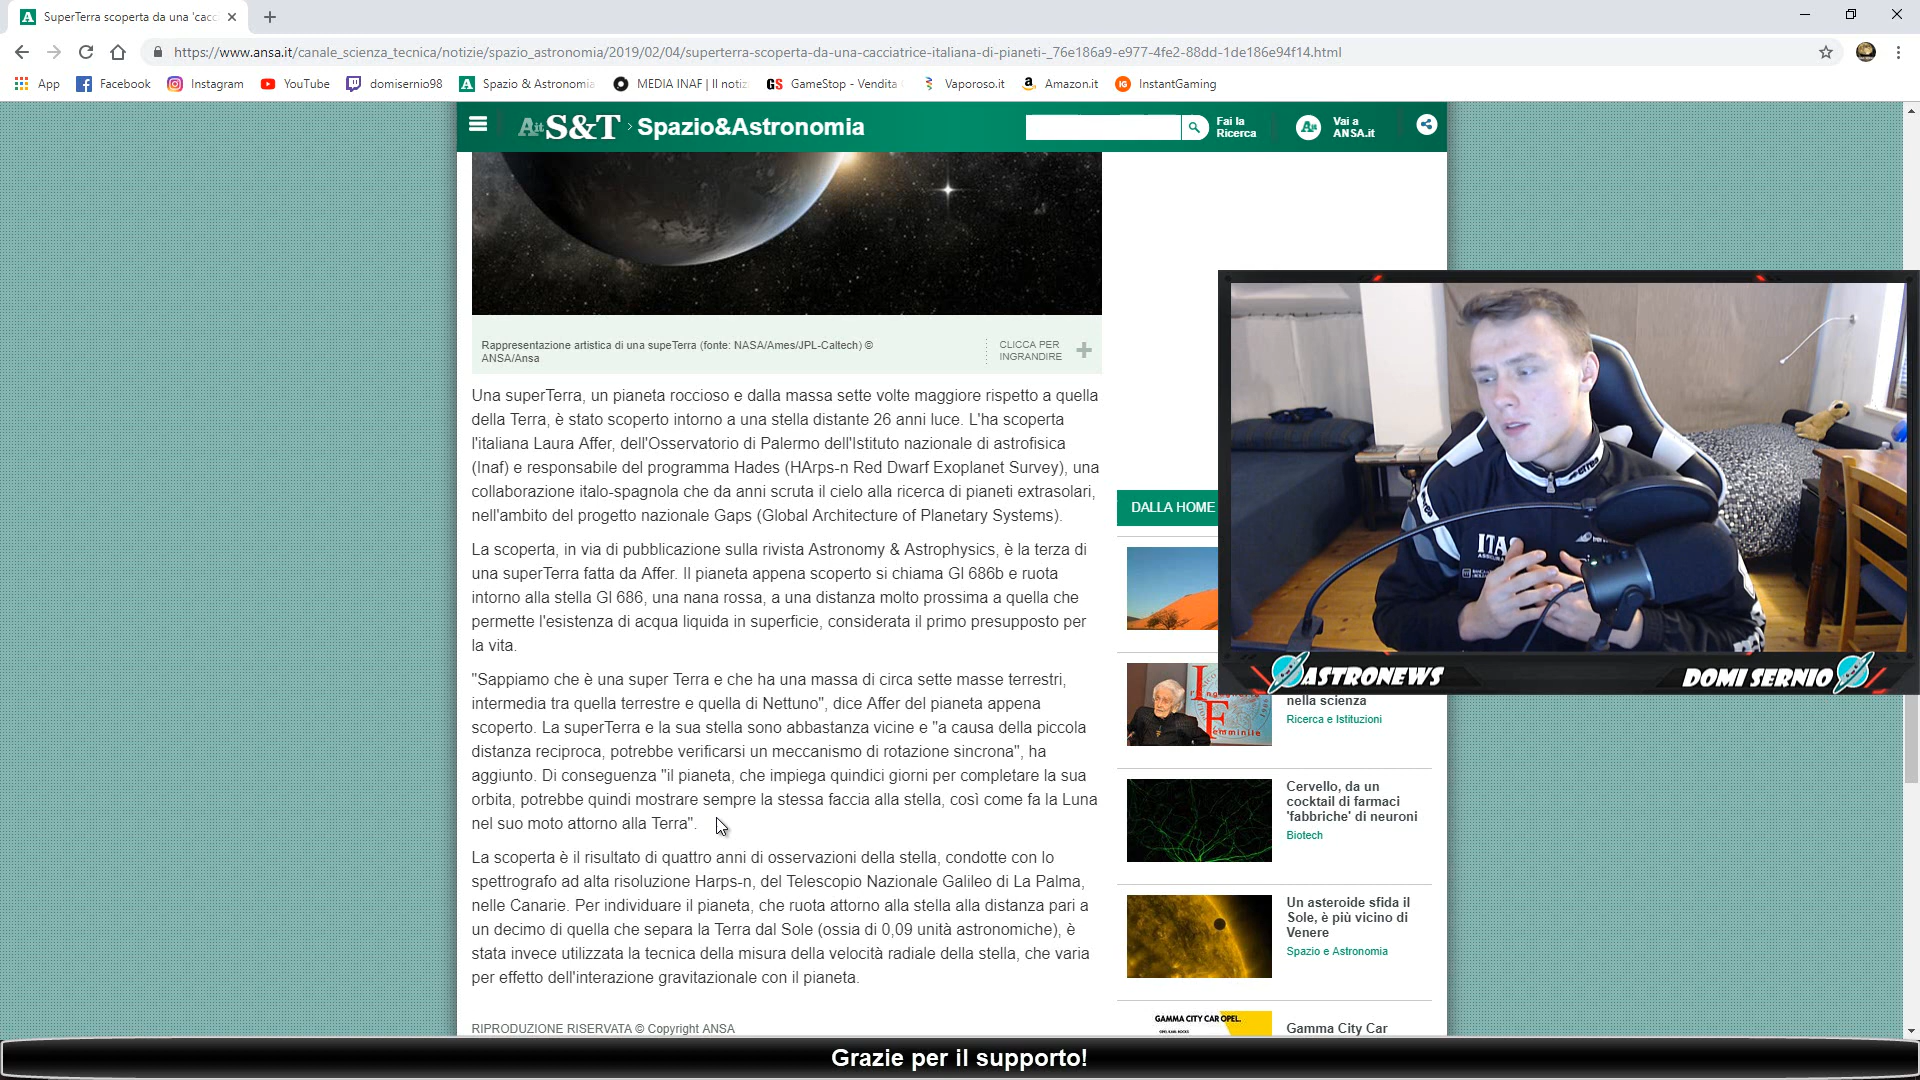 SuperTerra scoperta da una 'cacc
https://www.ansa.it/canale_scienza_tecnica/notizie/spazio_astronomia/2019/02/04/superterra-scoperta-da-una-cacciatrice-italiana-di-pianeti-_76e186a9-e977-4fe2-88dd-1de186e94f14.html
App
Facebook
Instagram
YouTube
domisernio98
Spazio & Astronomia
MEDIA INAF | Il notiz
GameStop - Vendita
Vaporoso.it
Amazon.it
InstantGaming
S&T > Spazio&Astronomia
Fai la
Ricerca
Vai a
ANSA.it
Rappresentazione artistica di una supeTerra (fonte: NASA/Ames/JPL-Caltech) ©
ANSA/Ansa
CLICCA PER
INGRANDIRE
Una superTerra, un pianeta roccioso e dalla massa sette volte maggiore rispetto a quella
della Terra, è stato scoperto intorno a una stella distante 26 anni luce. L'ha scoperta
l'italiana Laura Affer, dell'Osservatorio di Palermo dell'Istituto nazionale di astrofisica
(Inaf) e responsabile del programma Hades (HArps-n Red Dwarf Exoplanet Survey), una
collaborazione italo-spagnola che da anni scruta il cielo alla ricerca di pianeti extrasolari,
nell'ambito del progetto nazionale Gaps (Global Architecture of Planetary Systems).
La scoperta, in via di pubblicazione sulla rivista Astronomy & Astrophysics, è la terza di
una superTerra fatta da Affer. Il pianeta appena scoperto si chiama Gl 686b e ruota
intorno alla stella Gl 686, una nana rossa, a una distanza molto prossima a quella che
permette l'esistenza di acqua liquida in superficie, considerata il primo presupposto per
la vita.
"Sappiamo che è una super Terra e che ha una massa di circa sette masse terrestri,
intermedia tra quella terrestre e quella di Nettuno", dice Affer del pianeta appena
scoperto. La superTerra e la sua stella sono abbastanza vicine e "a causa della piccola
distanza reciproca, potrebbe verificarsi un meccanismo di rotazione sincrona", ha
aggiunto. Di conseguenza "il pianeta, che impiega quindici giorni per completare la sua
orbita, potrebbe quindi mostrare sempre la stessa faccia alla stella, così come fa la Luna
nel suo moto attorno alla Terra".
La scoperta è il risultato di quattro anni di osservazioni della stella, condotte con lo
spettrografo ad alta risoluzione Harps-n, del Telescopio Nazionale Galileo di La Palma,
nelle Canarie. Per individuare il pianeta, che ruota attorno alla stella alla distanza pari a
un decimo di quella che separa la Terra dal Sole (ossia di 0,09 unità astronomiche), è
stata invece utilizzata la tecnica della misura della velocità radiale della stella, che varia
per effetto dell'interazione gravitazionale con il pianeta.
RIPRODUZIONE RISERVATA © Copyright ANSA
DALLA HOME
ITAS
ASTRONEWS
DOMI SERNIO
nella scienza
Ricerca e Istituzioni
Cervello, da un
cocktail di farmaci
'fabbriche' di neuroni
Biotech
Un asteroide sfida il
Sole, è più vicino di
Venere
Spazio e Astronomia
GAMMA CITY CAR OPEL.
Gamma City Car
Grazie per il supporto!